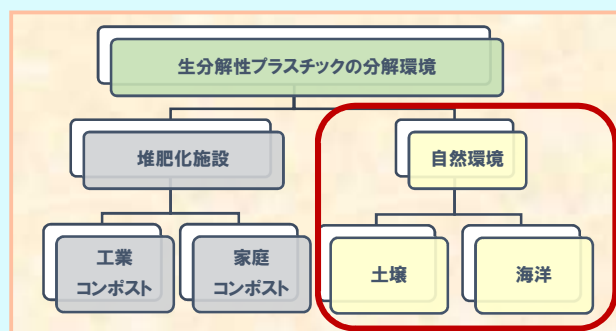 生分解性プラスチックの分解環境
堆肥化施設
自然環境
工業
コンポスト
家庭
コンポスト
土壌
海洋